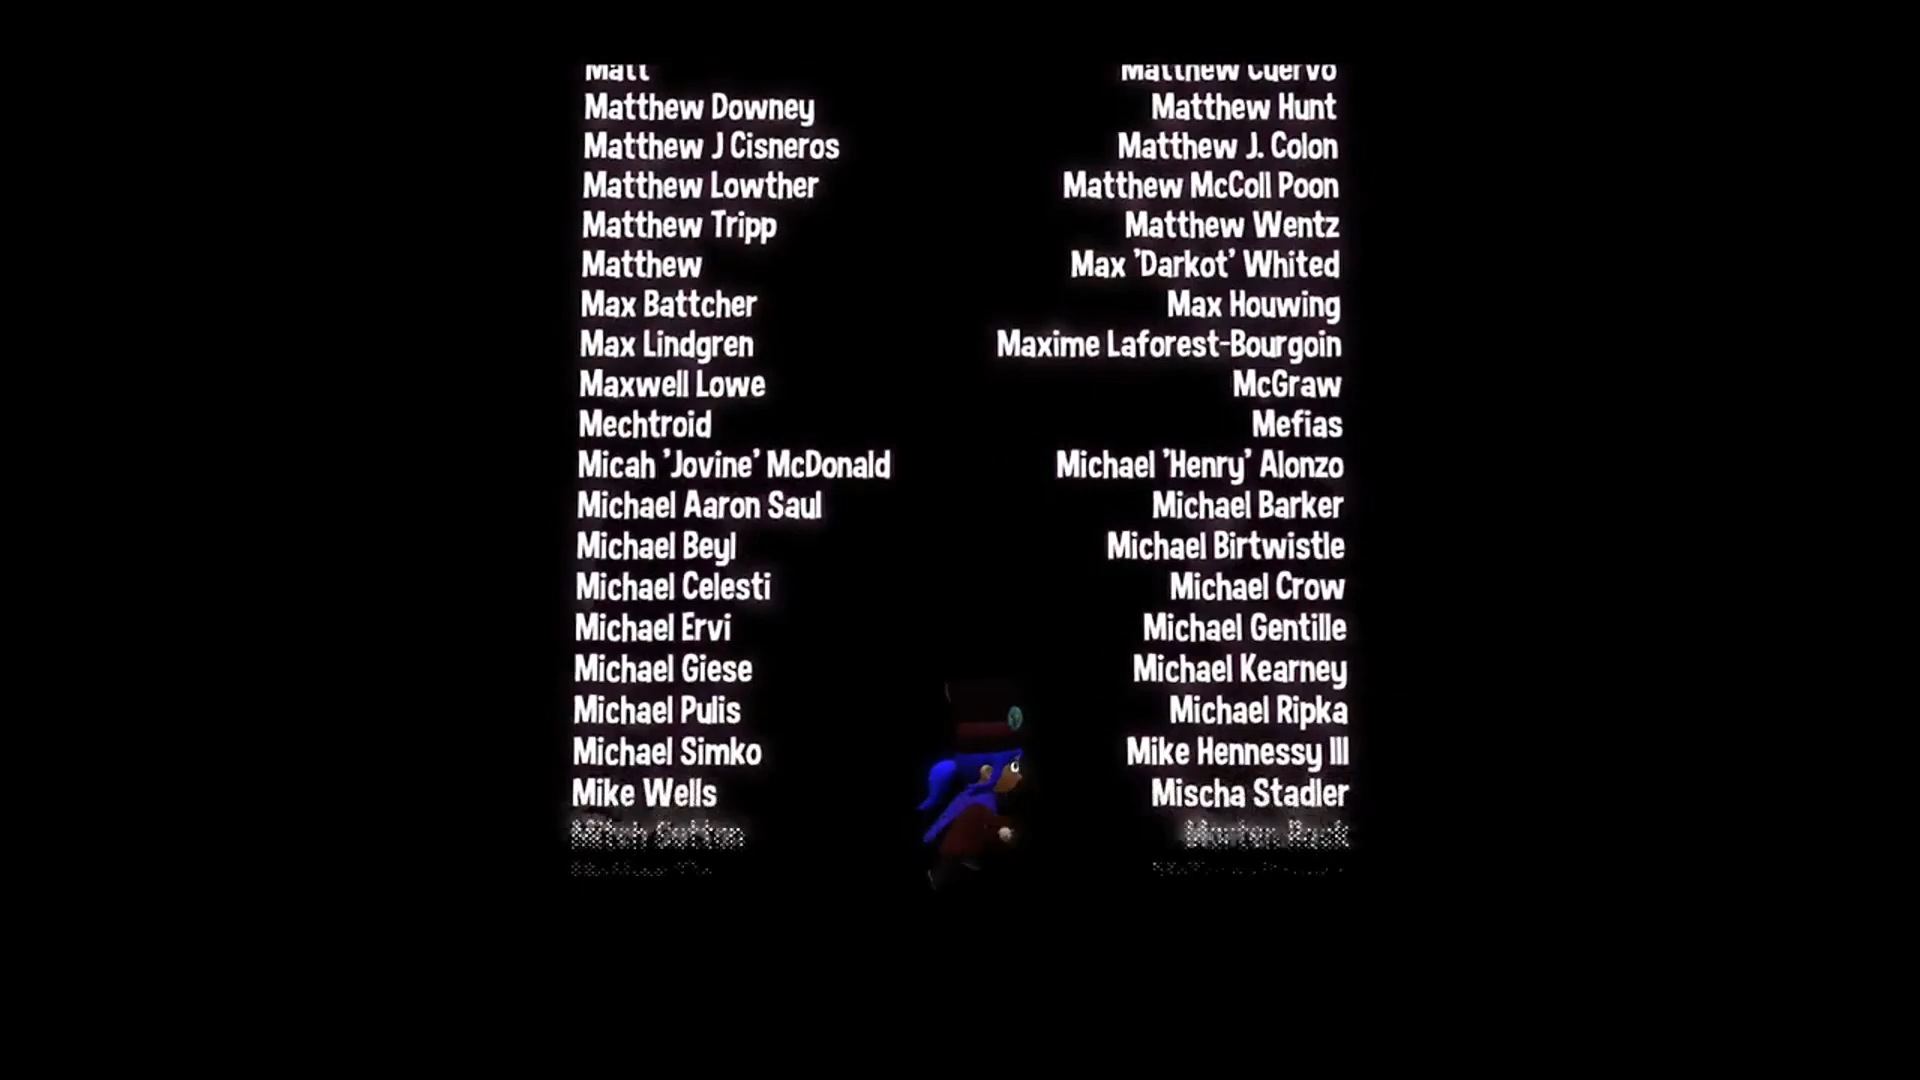 Matt Matthew Cuervo
Matthew Downey Matthew Hunt
Matthew J Cisneros Matthew J. Colon
Matthew Lowther Matthew McColl Poon
Matthew Tripp Matthew Wentz
Matthew Max 'Darkot' Whited
Max Battcher Max Houwing
Max Lindgren Maxime Laforest-Bourgoin
Maxwell Lowe McGraw
Mechtroid Mefias
Micah 'Jovine' McDonald Michael 'Henry' Alonzo
Michael Aaron Saul Michael Barker
Michael Beyl Michael Birtwistle
Michael Celesti Michael Crow
Michael Ervi Michael Gentille
Michael Giese Michael Kearney
Michael Pulis Michael Ripka
Michael Simko Mike Hennessy III
Mike Wells Mischa Stadler